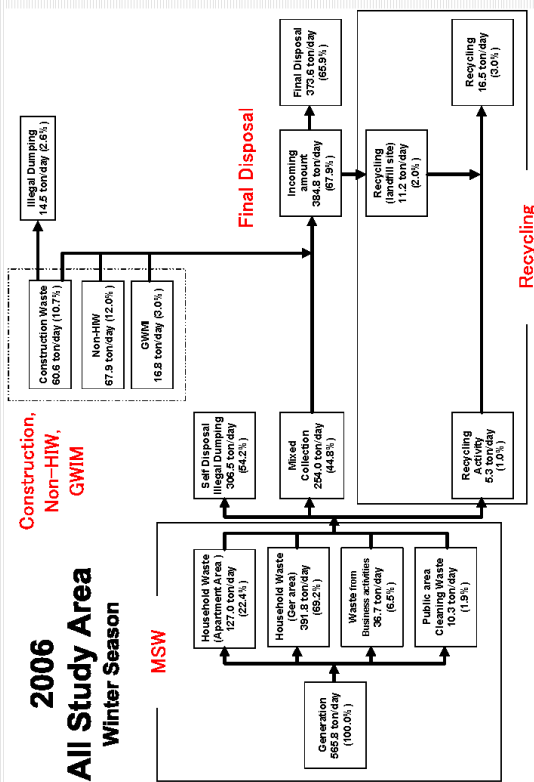 2006
All Study Area
Winter Season
Construction,
Non-HIW,
GWIM
Construction Waste
60.6 ton/day (10.7%)
Non-HIW
67.9 ton/day (12.0%)
GWMI
16.8 ton/day (3.0%)
Illegal Dumping
14.5 ton/day (2.6%)
MSW
Generation
565.8 ton/day
(100.0%)
Household Waste
(Apartment Area)
127.0 ton/day
(22.4%)
Household Waste
(Ger area)
391.8 ton/day
(69.2%)
Waste from
Business activities
36.7 ton/day
(6.5%)
Public area
Cleaning Waste
10.3 ton/day
(1.9%)
Self Disposal
Illegal Dumping
306.5 ton/day
(54.2%)
Mixed
Collection
254.0 ton/day
(44.8%)
Recycling
Activity
5.3 ton/day
(1.0%)
Final Disposal
Incoming
amount
384.8 ton/day
(67.9%)
Final Disposal
373.6 ton/day
(65.9%)
Recycling
(landfill site)
11.2 ton/day
(2.0%)
Recycling
16.5 ton/day
(3.0%)
Recycling